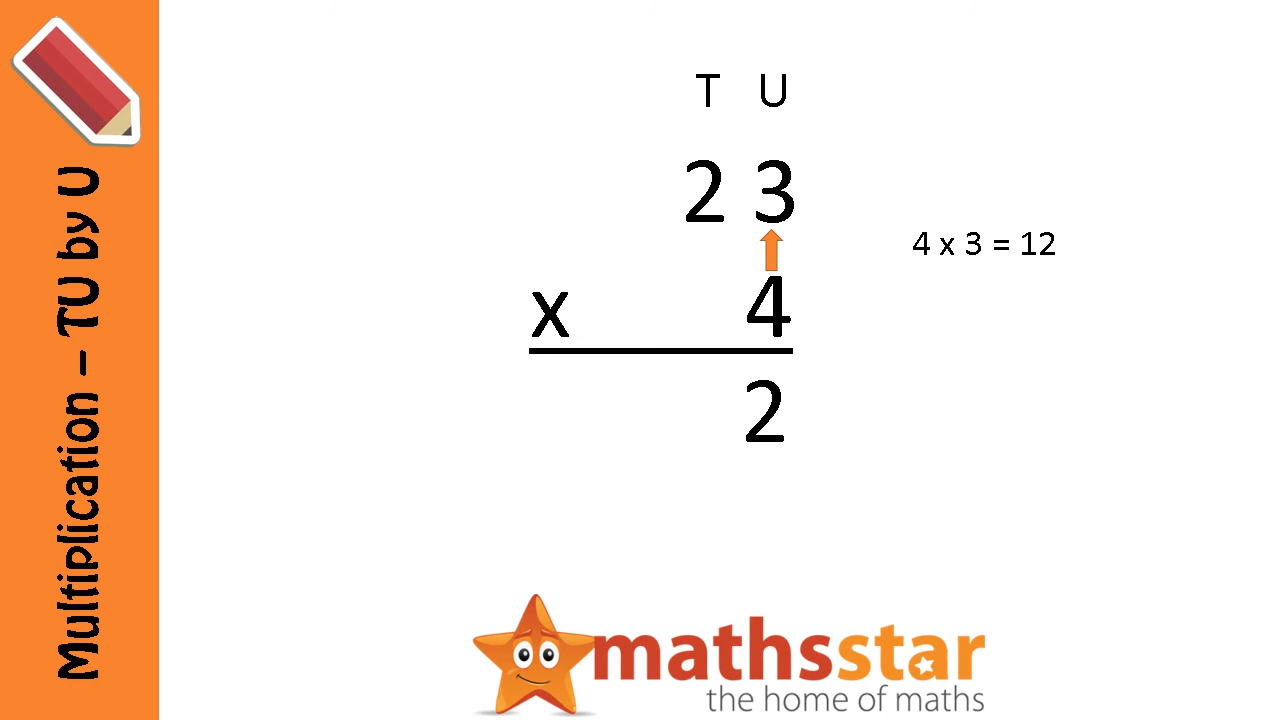 Multiplication – TU by U
T U
2 3
4 x 3 = 12
x 4
2
mathsstar
the home of maths